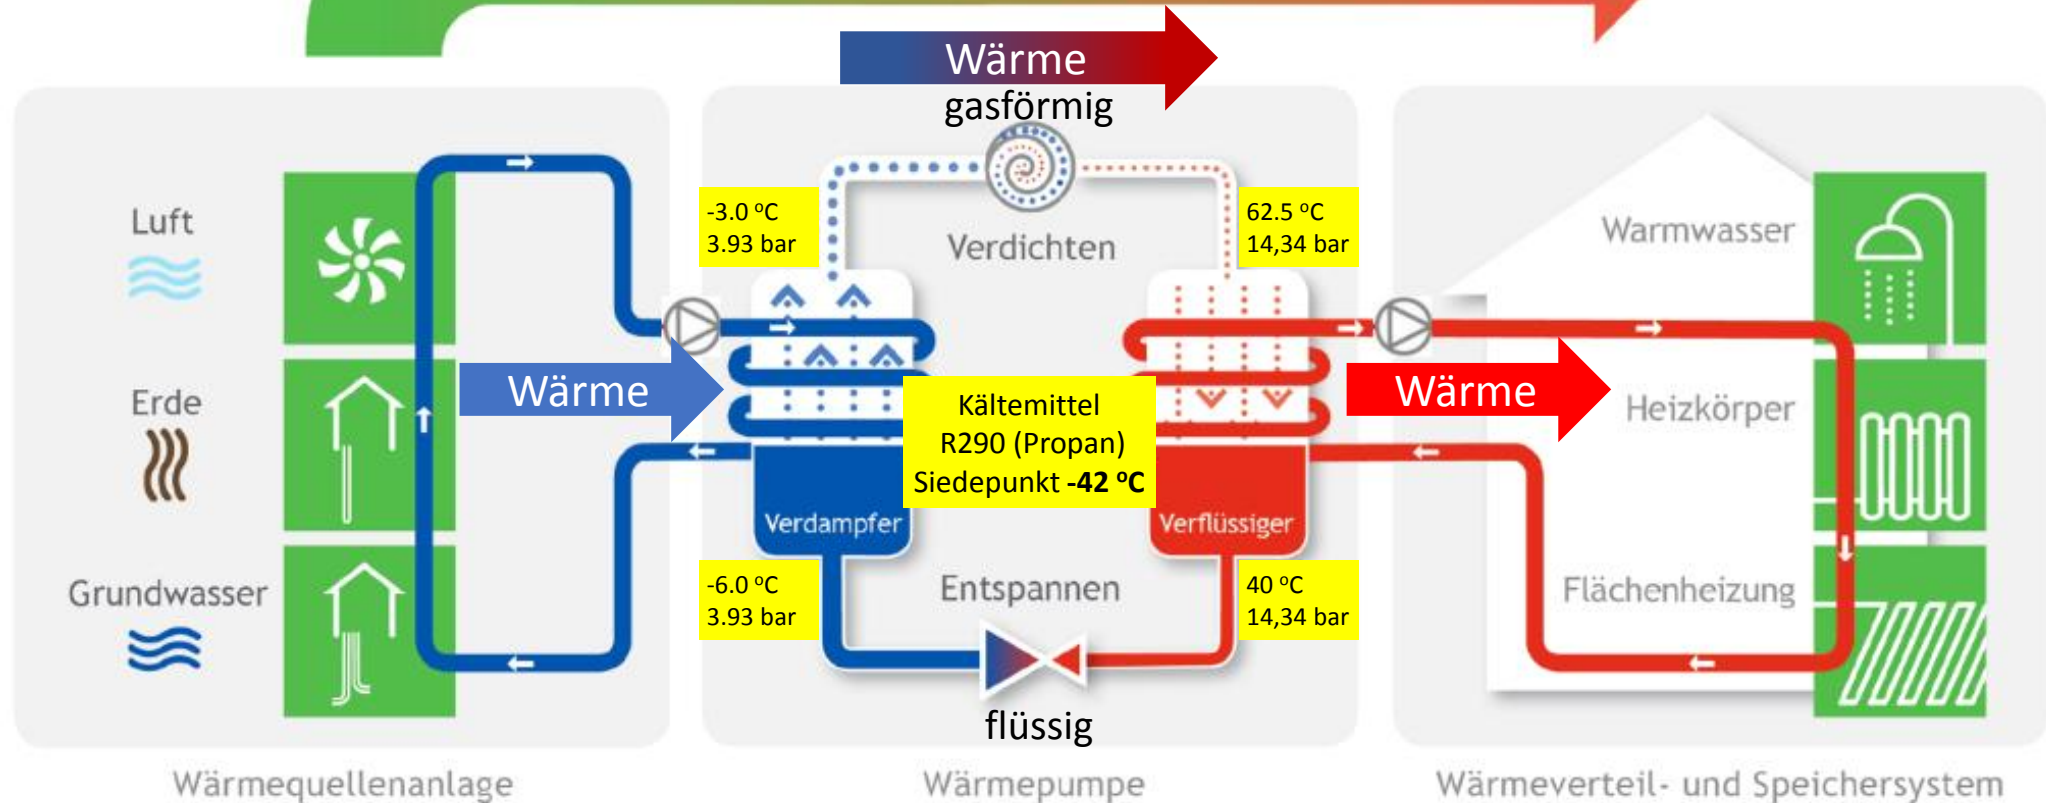 Wärme
gasförmig
Luft
Erde
Grundwasser
Wärme
-3.0 °C
3.93 bar
Verdichten
62.5 °C
14,34 bar
Kältemittel
R290 (Propan)
Siedepunkt -42 °C
Verdampfer
Verflüssiger
-6.0 °C
3.93 bar
Entspannen
40 °C
14,34 bar
flüssig
Wärme
Warmwasser
Heizkörper
Flächenheizung
Wärmequellenanlage
Wärmepumpe
Wärmeverteil- und Speichersystem